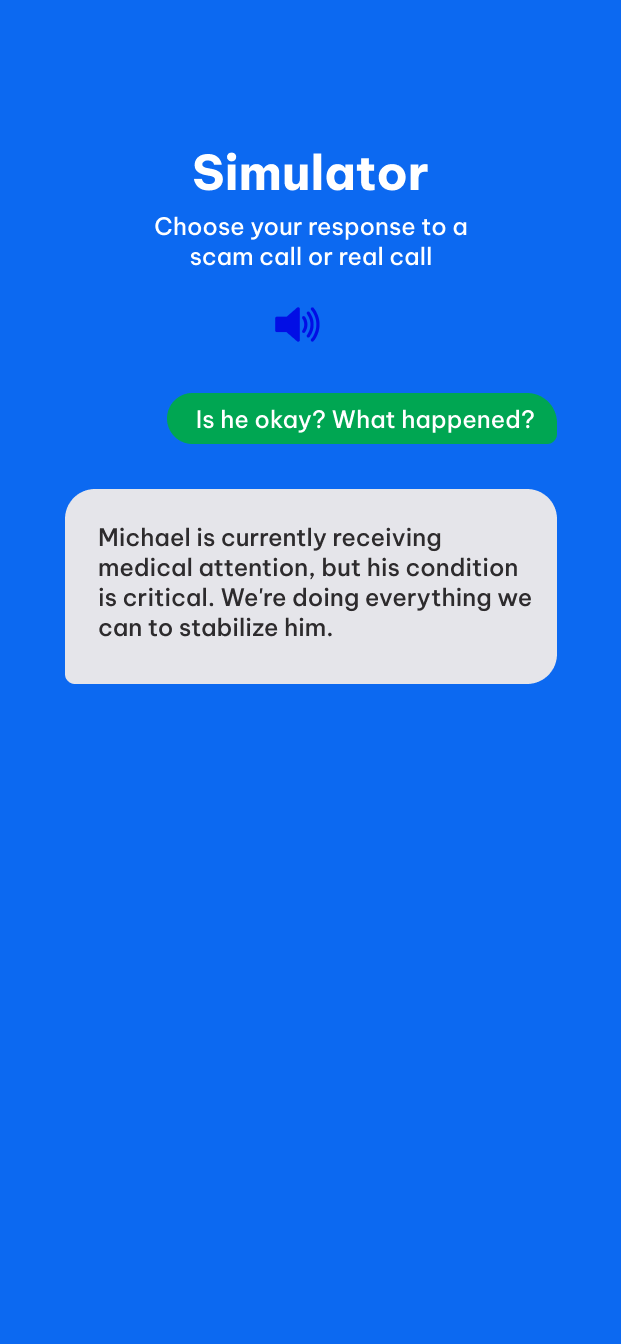 Simulator
Choose your response to a
scam call or real call
Is he okay? What happened?
Michael is currently receiving
medical attention, but his condition
is critical. We're doing everything we
can to stabilize him.